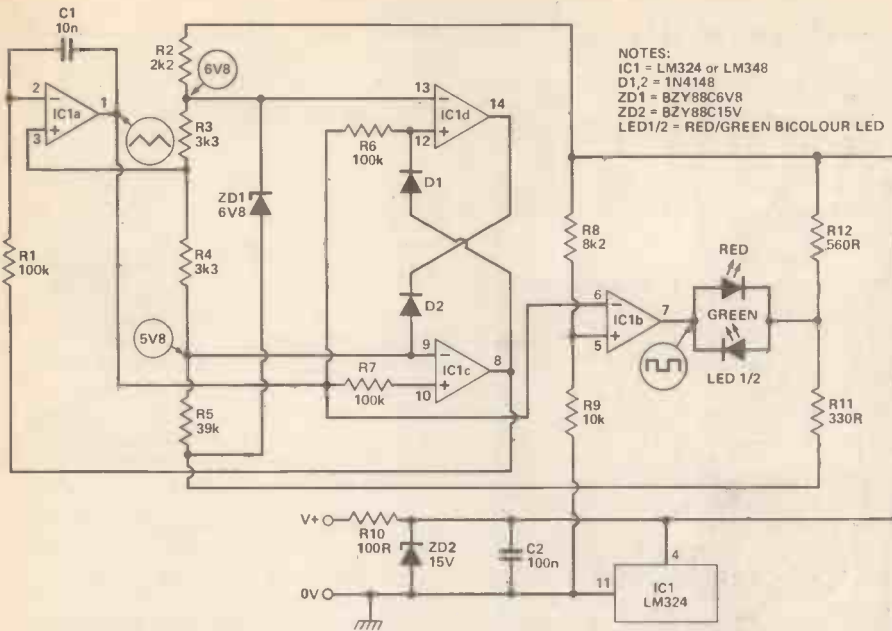 C1
10n
R2
2k2
6V8
NOTES:
IC1 = LM324 or LM348
D1,2 = 1N4148
ZD1 = BZY88C6V8
ZD2 = BZY88C15V
LED1/2 = RED/GREEN BICOLOUR LED
2
−
IC1a
1
3
+
13
−
IC1d
14
12
+
R3
3k3
R6
100k
D1
ZD1
6V8
R1
100k
R4
3k3
D2
R8
8k2
R12
560R
RED
GREEN
LED 1/2
6
−
IC1b
7
5
+
5V8
9
−
IC1c
8
10
+
R7
100k
R5
39k
R9
10k
R11
330R
V+
R10
100R
ZD2
15V
C2
100n
4
0V
11
IC1
LM324